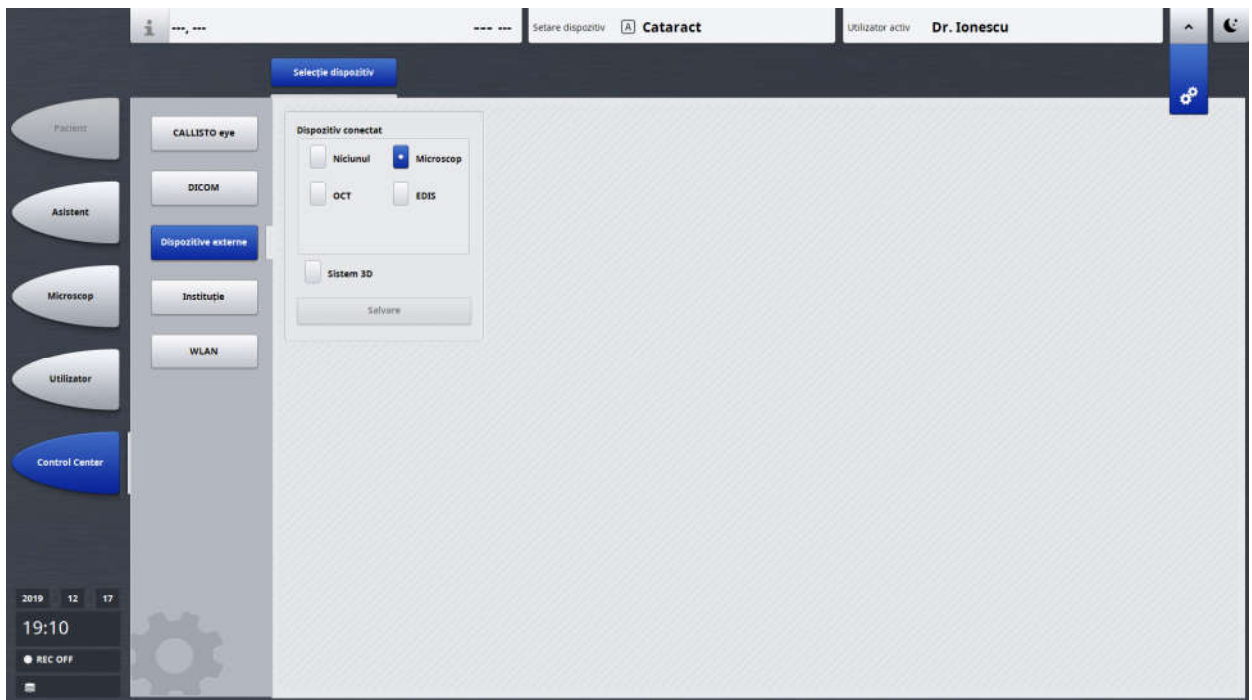 i ---, --- --- --- Setare dispozitiv A Cataract Utilizator activ Dr. Ionescu
Selecție dispozitiv
Pacient
Asistent
Microscop
Utilizator
Control Center
CALLISTO eye
DICOM
Dispozitive externe
Instituție
WLAN
Dispozitiv conectat
Niciunul Microscop
OCT EDIS
Sistem 3D
Salvare
2019 12 17
19:10
REC OFF